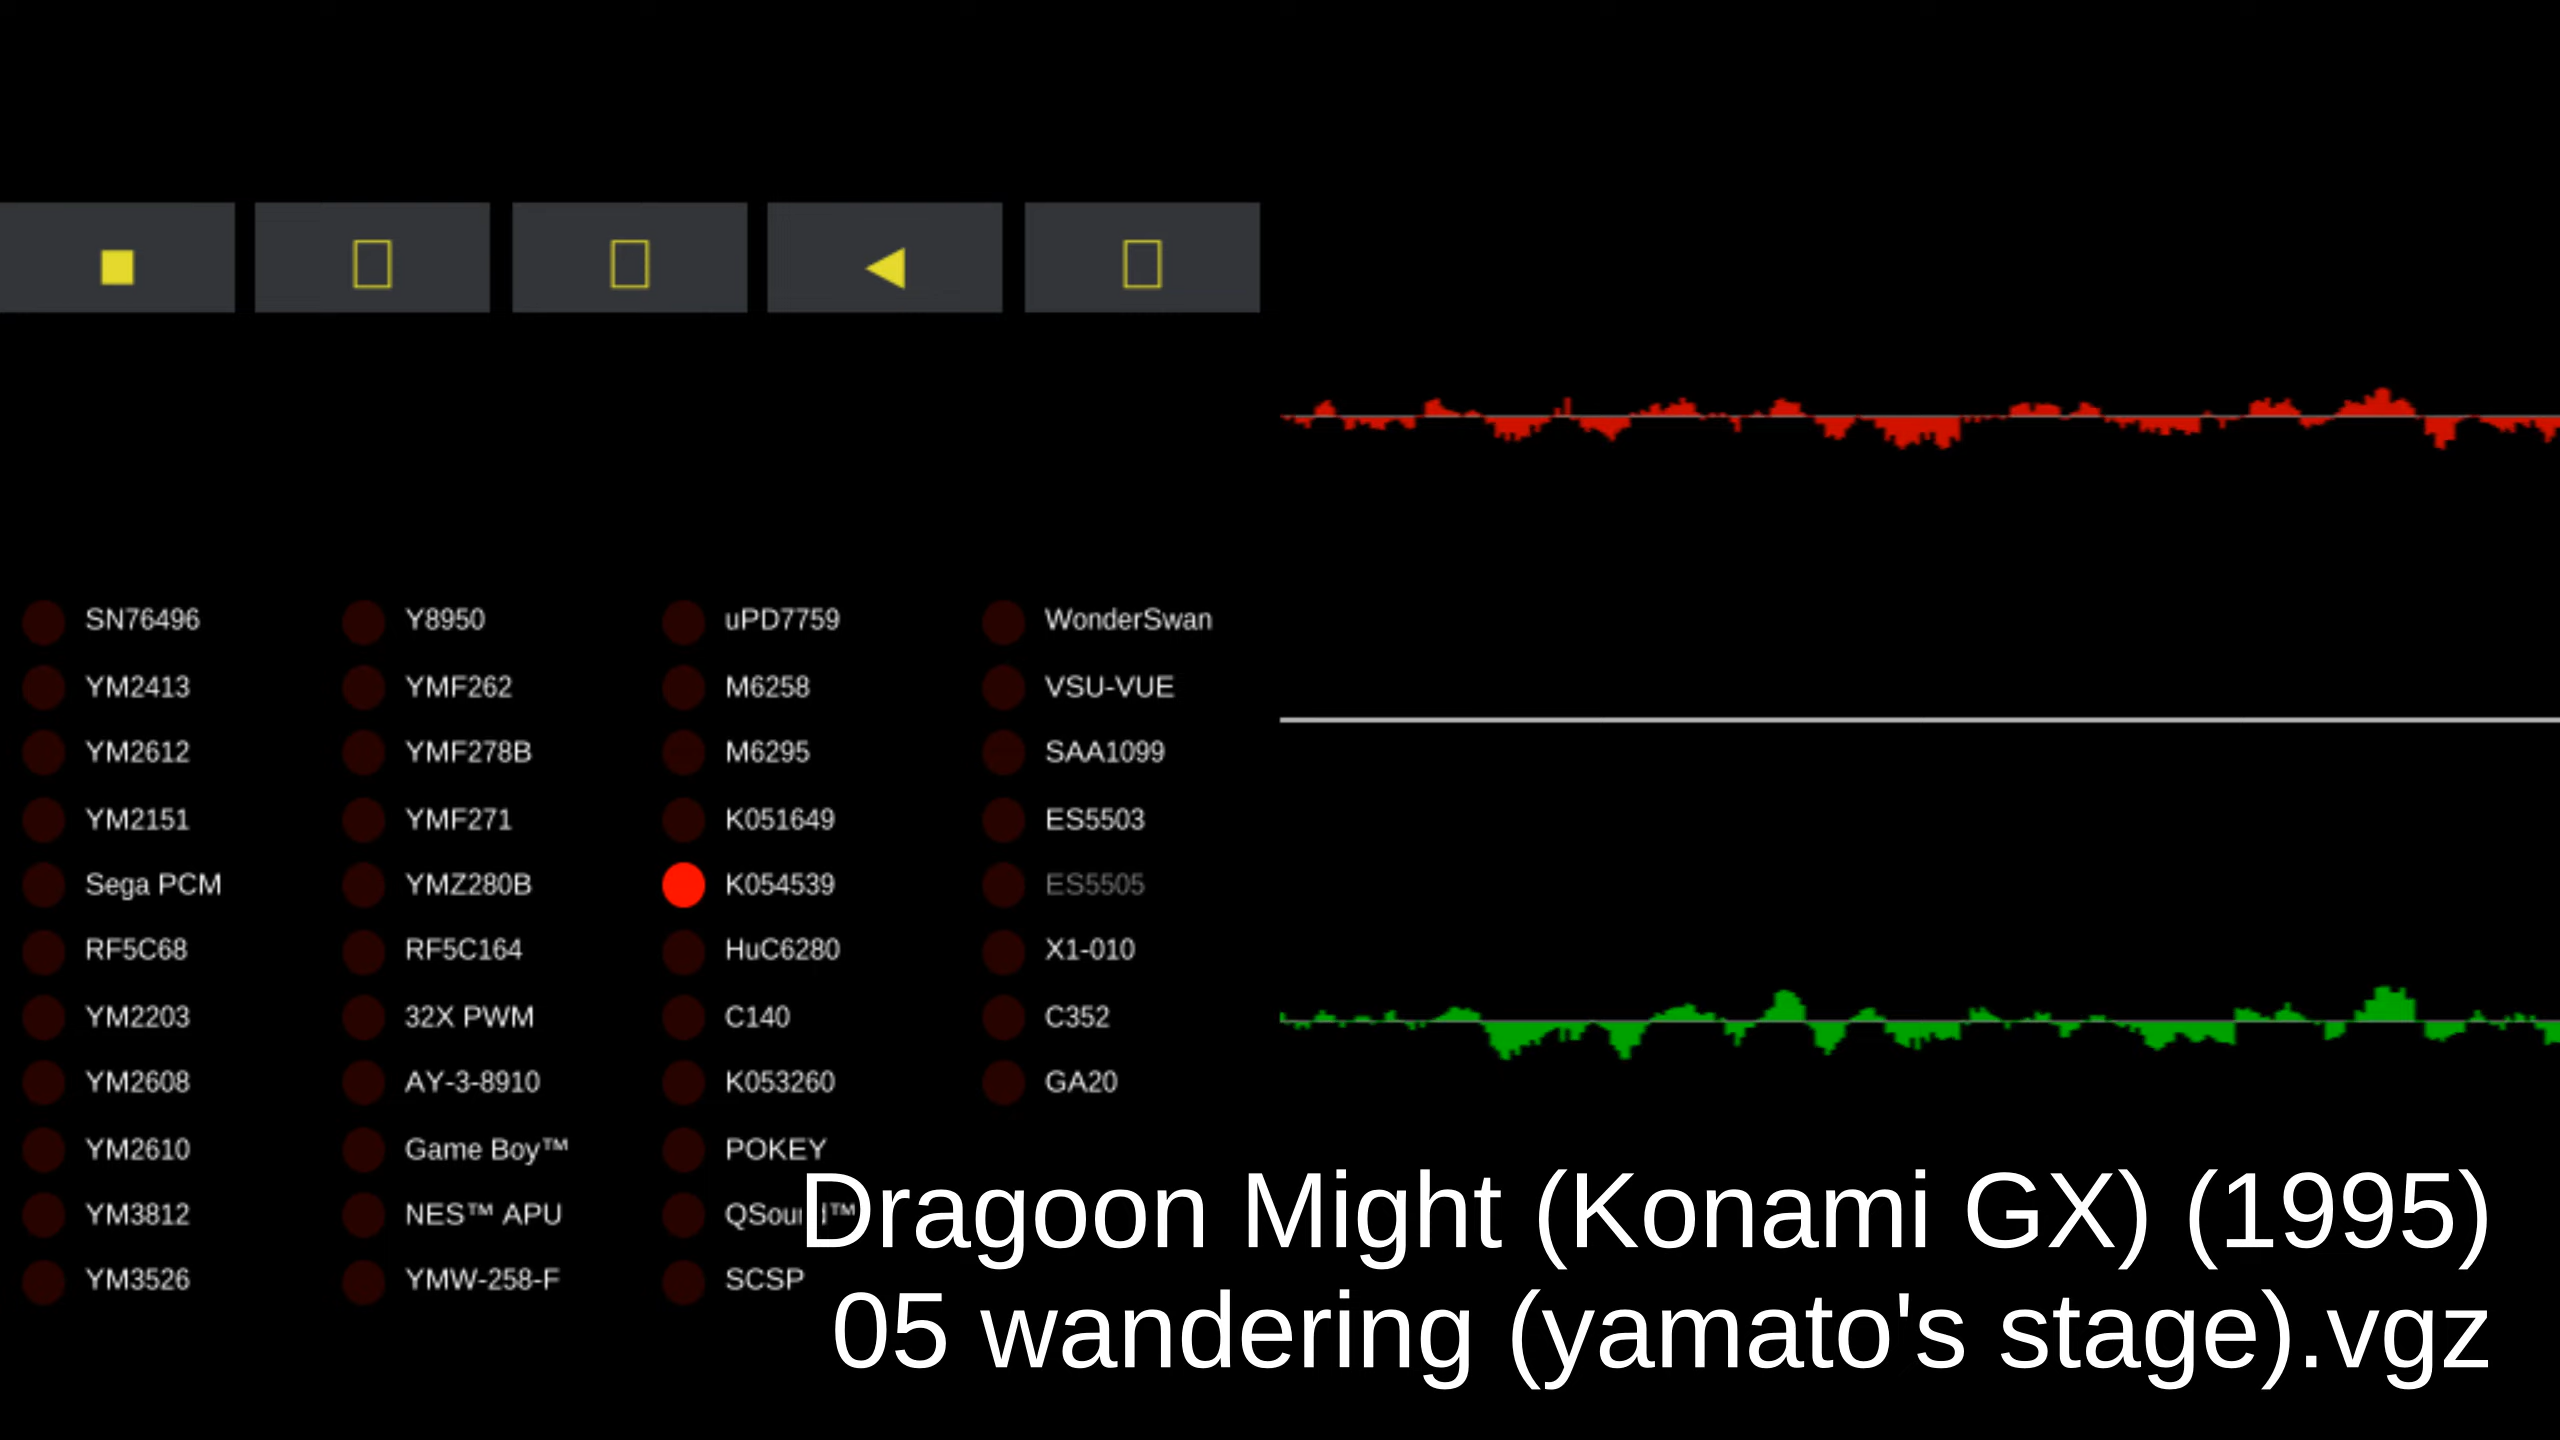 SN76496
YM2413
YM2612
YM2151
Sega PCM
RF5C68
YM2203
YM2608
YM2610
YM3812
YM3526
Y8950
YMF262
YMF278B
YMF271
YMZ280B
RF5C164
32X PWM
AY-3-8910
Game Boy™
NES™ APU
YMW-258-F
uPD7759
M6258
M6295
K051649
K054539
HuC6280
C140
K053260
POKEY
QSound™
SCSP
WonderSwan
VSU-VUE
SAA1099
ES5503
ES5505
X1-010
C352
GA20
Dragoon Might (Konami GX) (1995)
05 wandering (yamato's stage).vgz